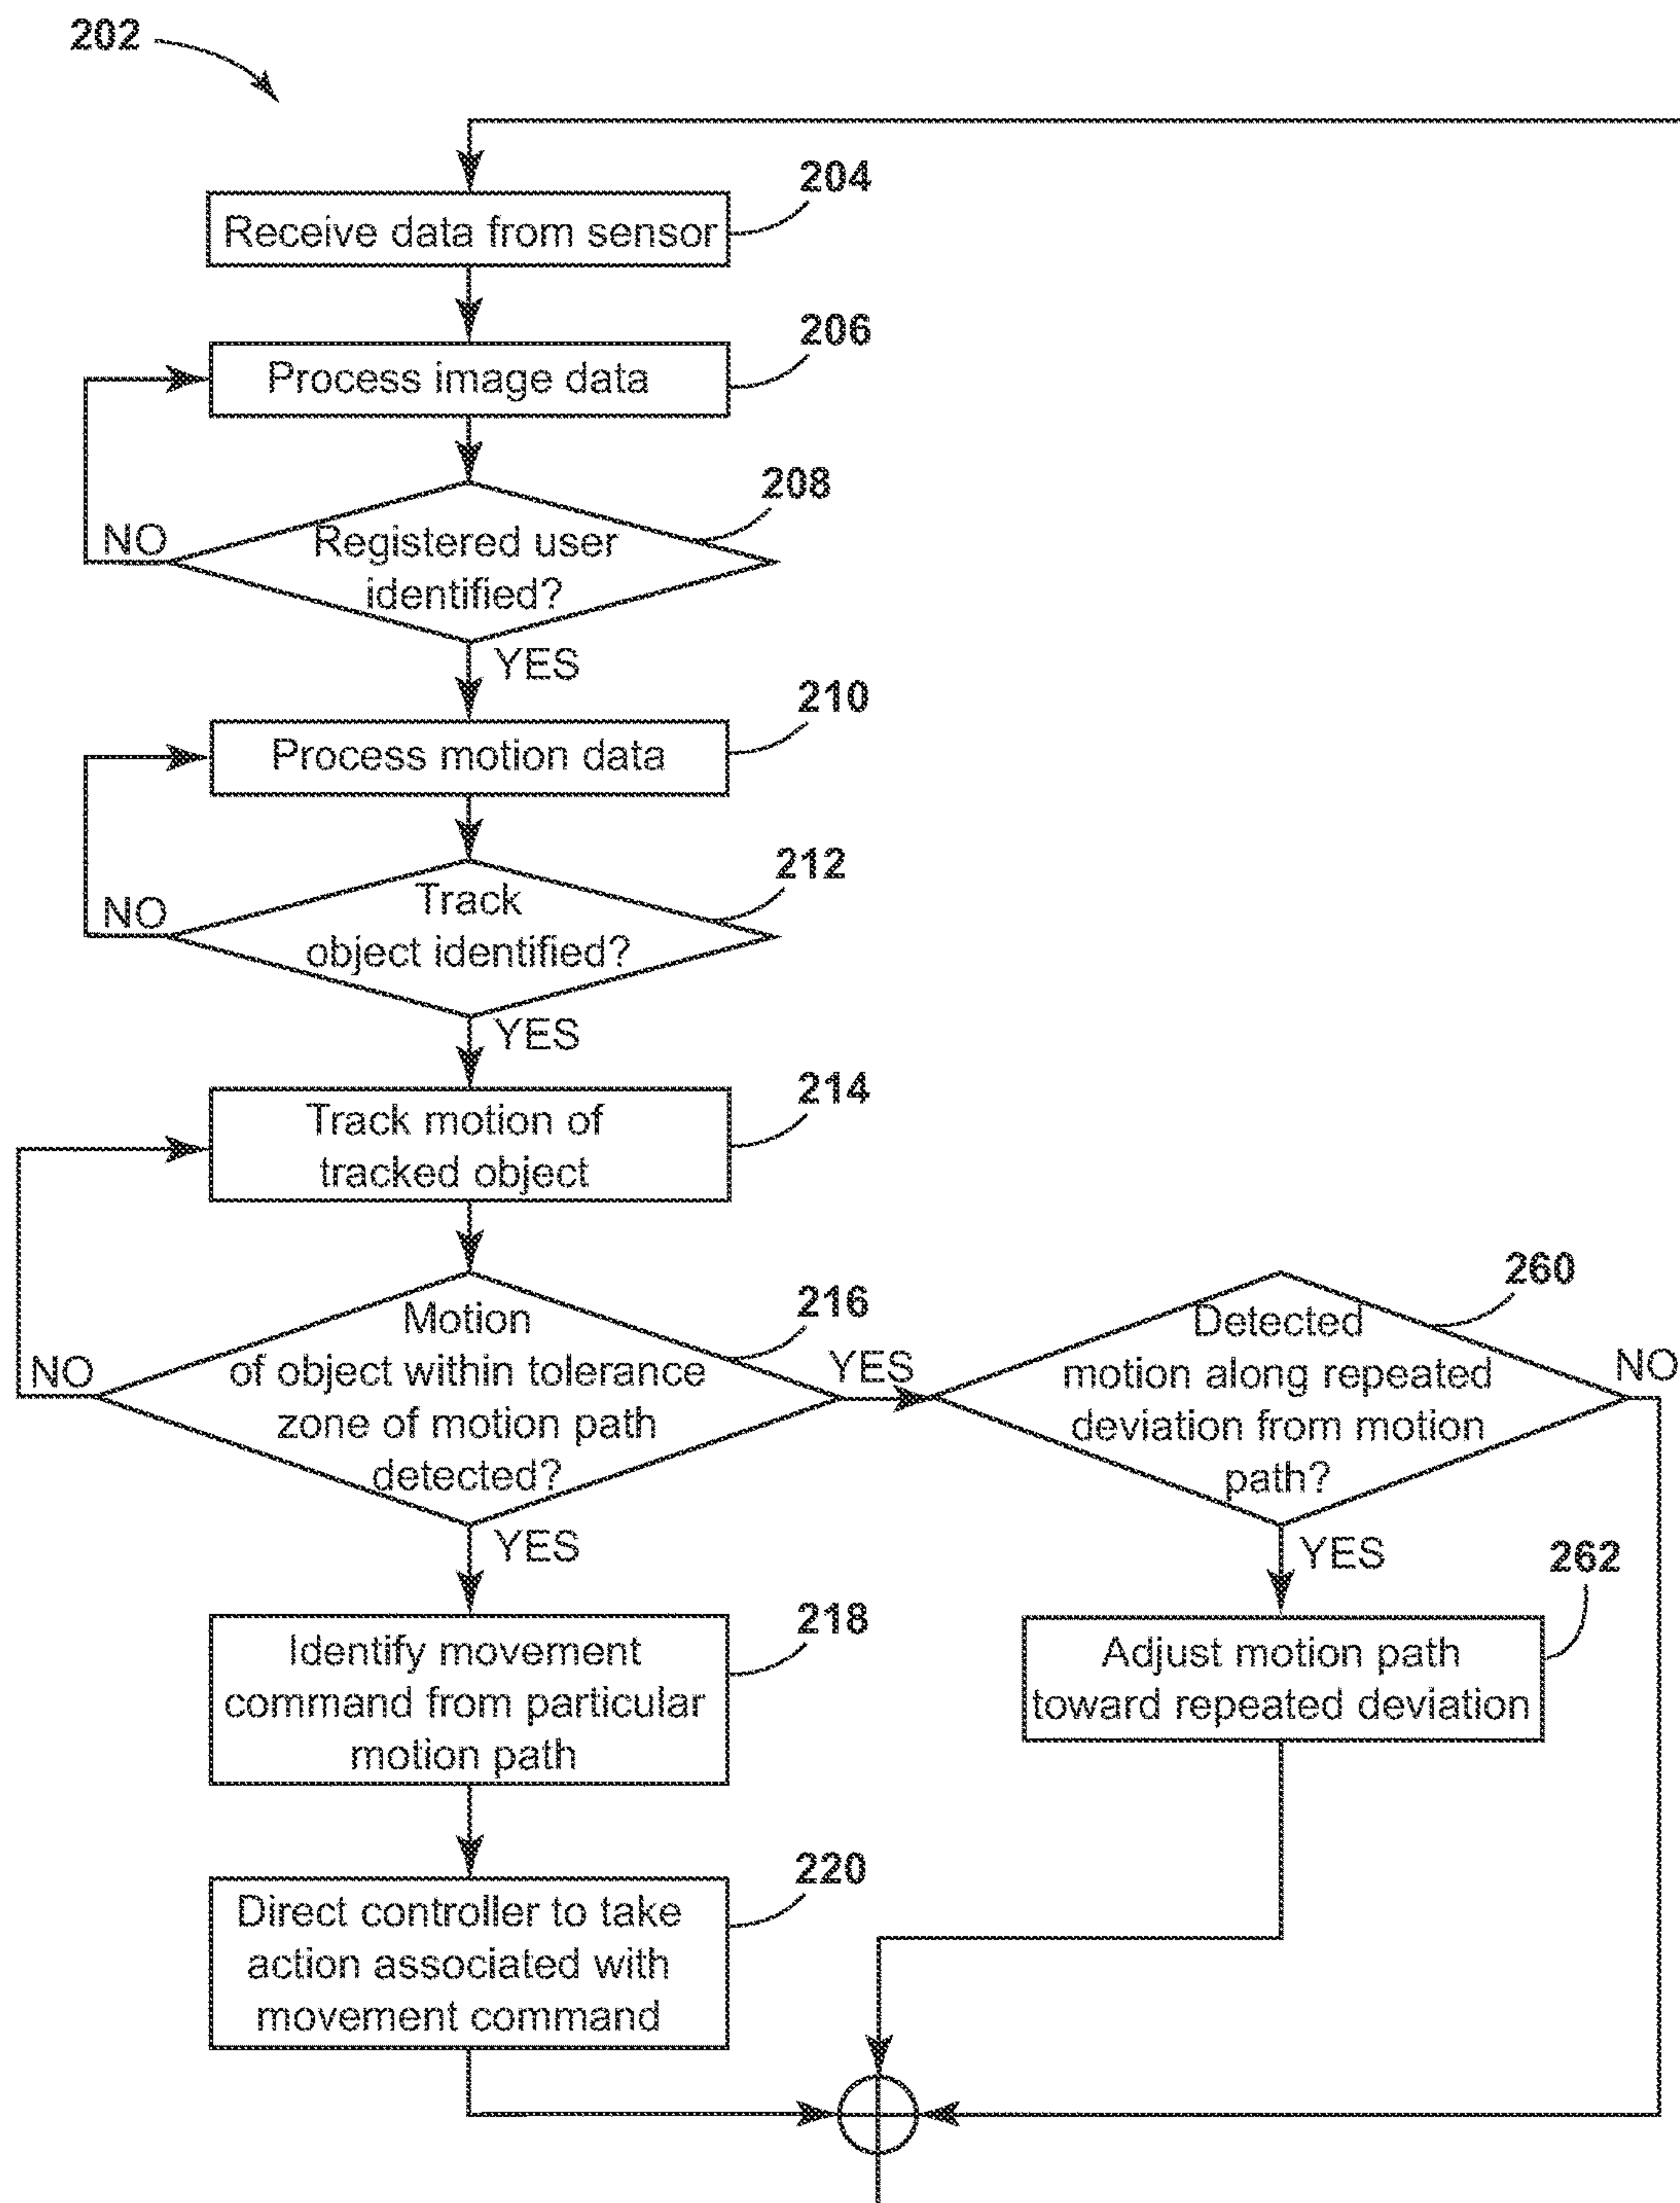 202
204
Receive data from sensor
206
Process image data
208
Registered user
identified?
NO
YES
210
Process motion data
212
Track
object identified?
NO
YES
214
Track motion of
tracked object
216
Motion
of object within tolerance
zone of motion path
detected?
NO
YES
YES
260
Detected
motion along repeated
deviation from motion
path?
NO
YES
218
Identify movement
command from particular
motion path
262
Adjust motion path
toward repeated deviation
220
Direct controller to take
action associated with
movement command